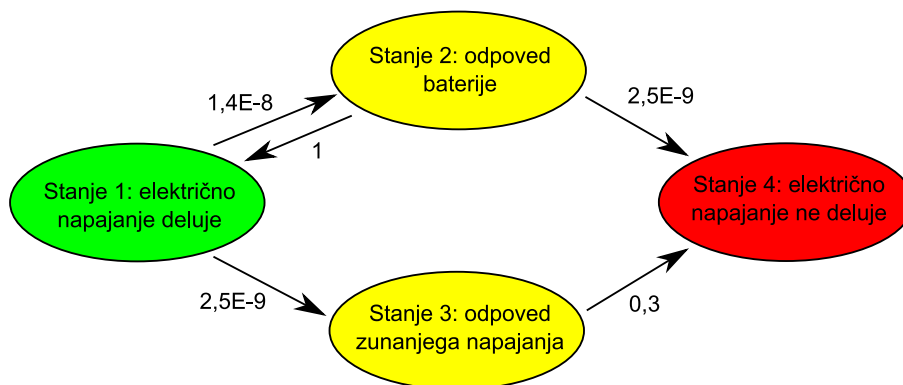 Stanje 2: odpoved
baterije
1,4E-8
2,5E-9
1
Stanje 1: električno
napajanje deluje
Stanje 4: električno
napajanje ne deluje
2,5E-9
0,3
Stanje 3: odpoved
zunanjega napajanja